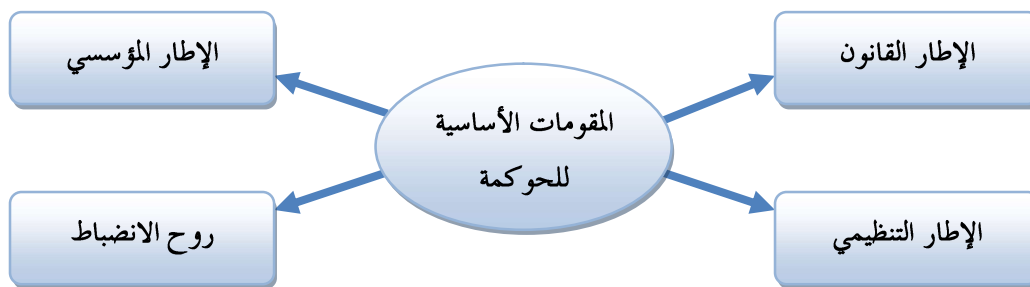 الإطار القانون
الإطار المؤسسي
المقومات الأساسية
للحوكمة
الإطار التنظيمي
روح الانضباط